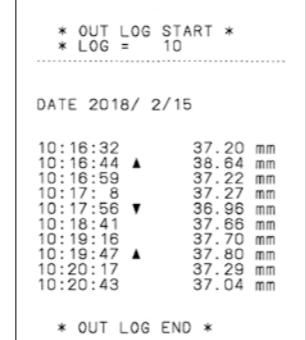 * OUT LOG START *
* LOG = 10
DATE 2018/ 2/15
10:16:32 37.20 mm
10:16:44 ▲ 38.64 mm
10:16:59 37.22 mm
10:17: 8 37.27 mm
10:17:56 ▼ 36.96 mm
10:18:41 37.66 mm
10:19:16 37.70 mm
10:19:47 ▲ 37.80 mm
10:20:17 37.29 mm
10:20:43 37.04 mm
* OUT LOG END *